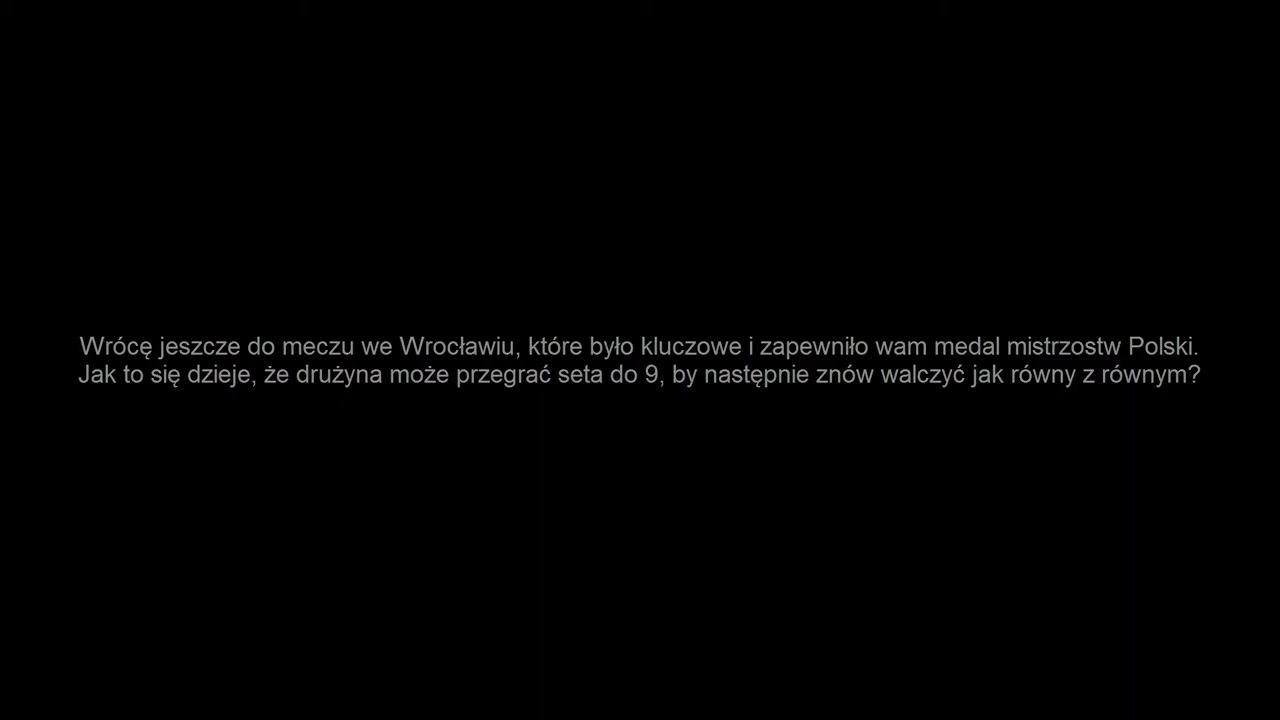 Wrócę jeszcze do meczu we Wrocławiu, które było kluczowe i zapewniło wam medal mistrzostw Polski.
Jak to się dzieje, że drużyna może przegrać seta do 9, by następnie znów walczyć jak równy z równym?